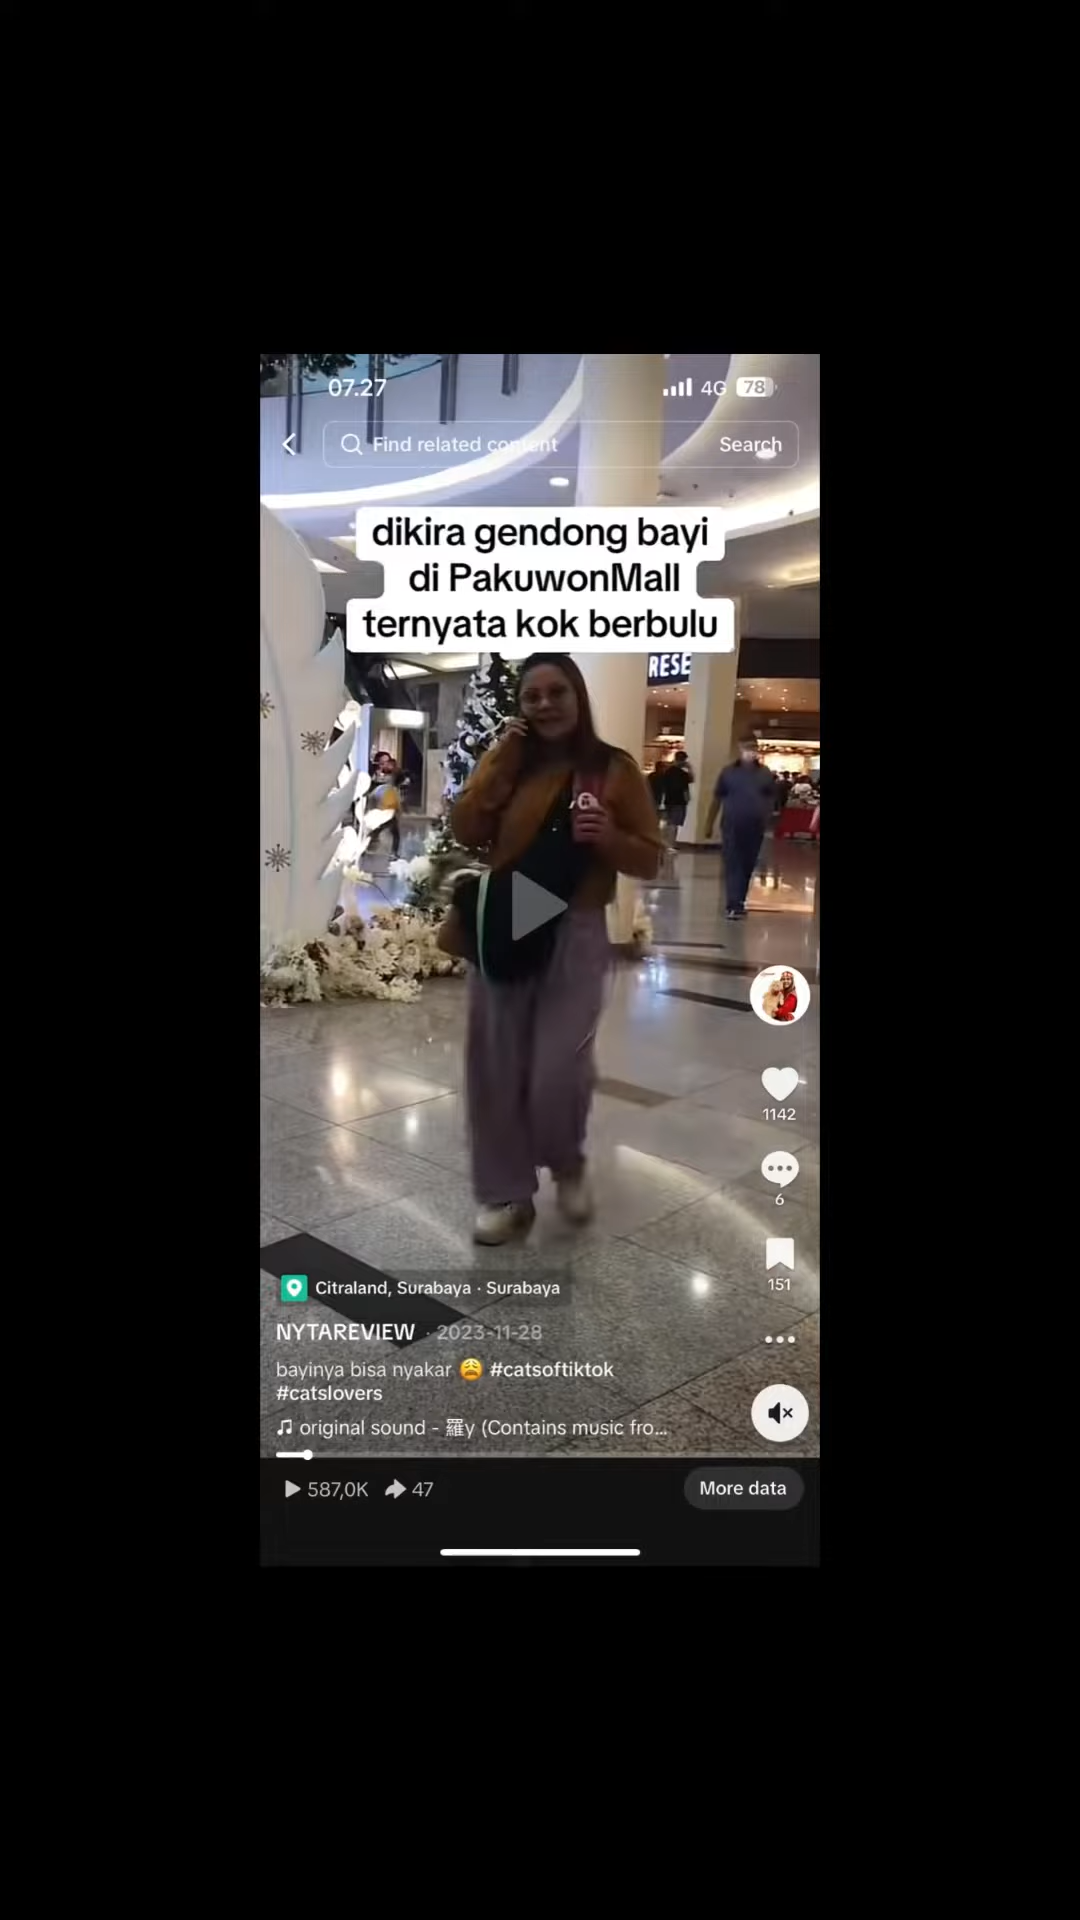 07.27
4G 78
Find related content Search
dikira gendong bayi
di PakuwonMall
ternyata kok berbulu
RESE
1142
6
Citraland, Surabaya · Surabaya
151
NYTAREVIEW · 2023-11-28
bayinya bisa nyakar 😩 #catsoftiktok
#catslovers
original sound - 羅y (Contains music fro...
587,0K 47
More data